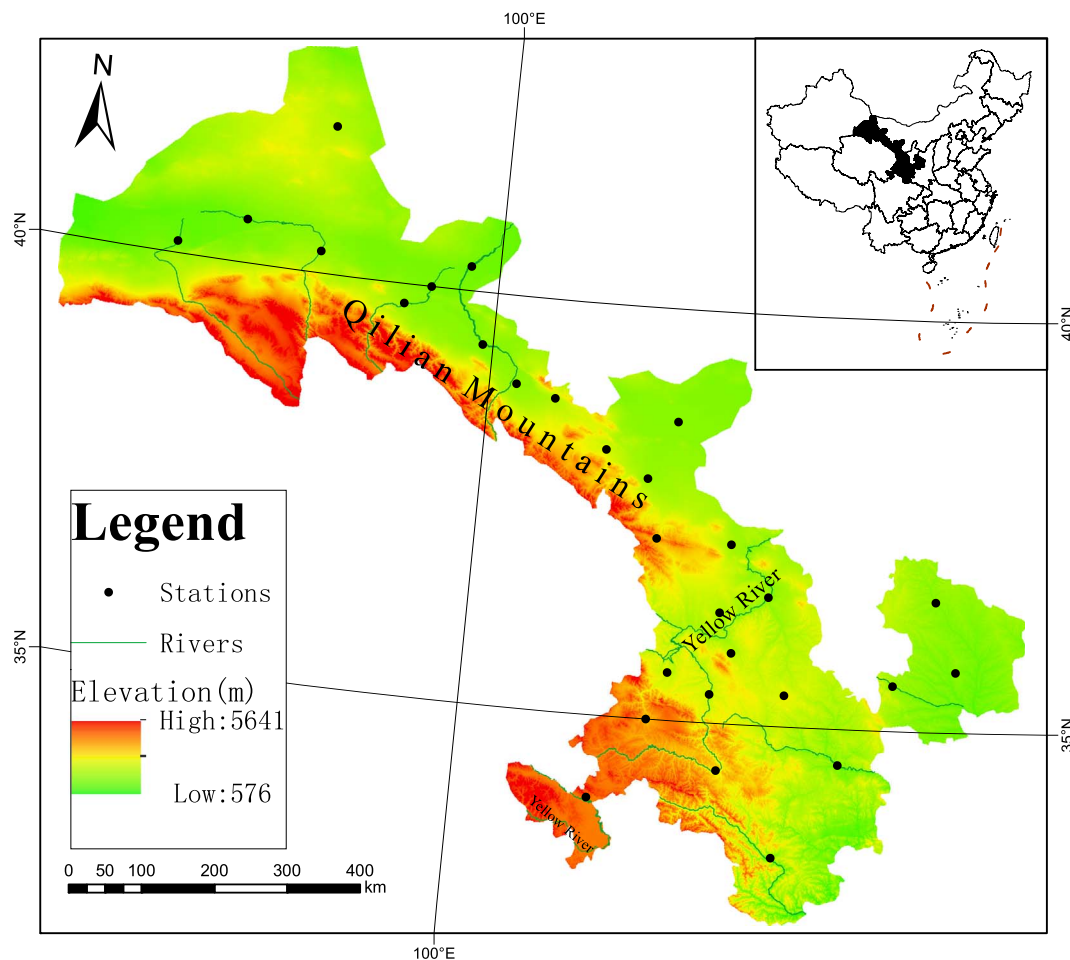 100°E
N
40°N
40°N
Qilian Mountains
Legend
Stations
Rivers
Elevation(m)
High:5641
Low:576
Yellow River
35°N
35°N
Yellow River
0 50 100 200 300 400
km
100°E